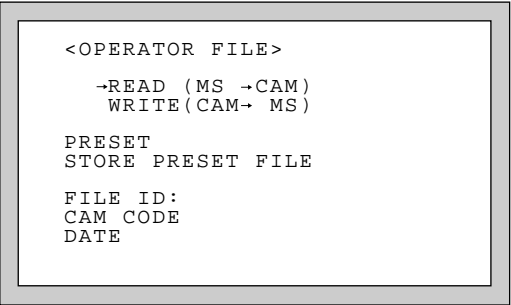 <OPERATOR FILE>
→READ (MS →CAM)
WRITE(CAM→ MS)
PRESET
STORE PRESET FILE
FILE ID:
CAM CODE
DATE